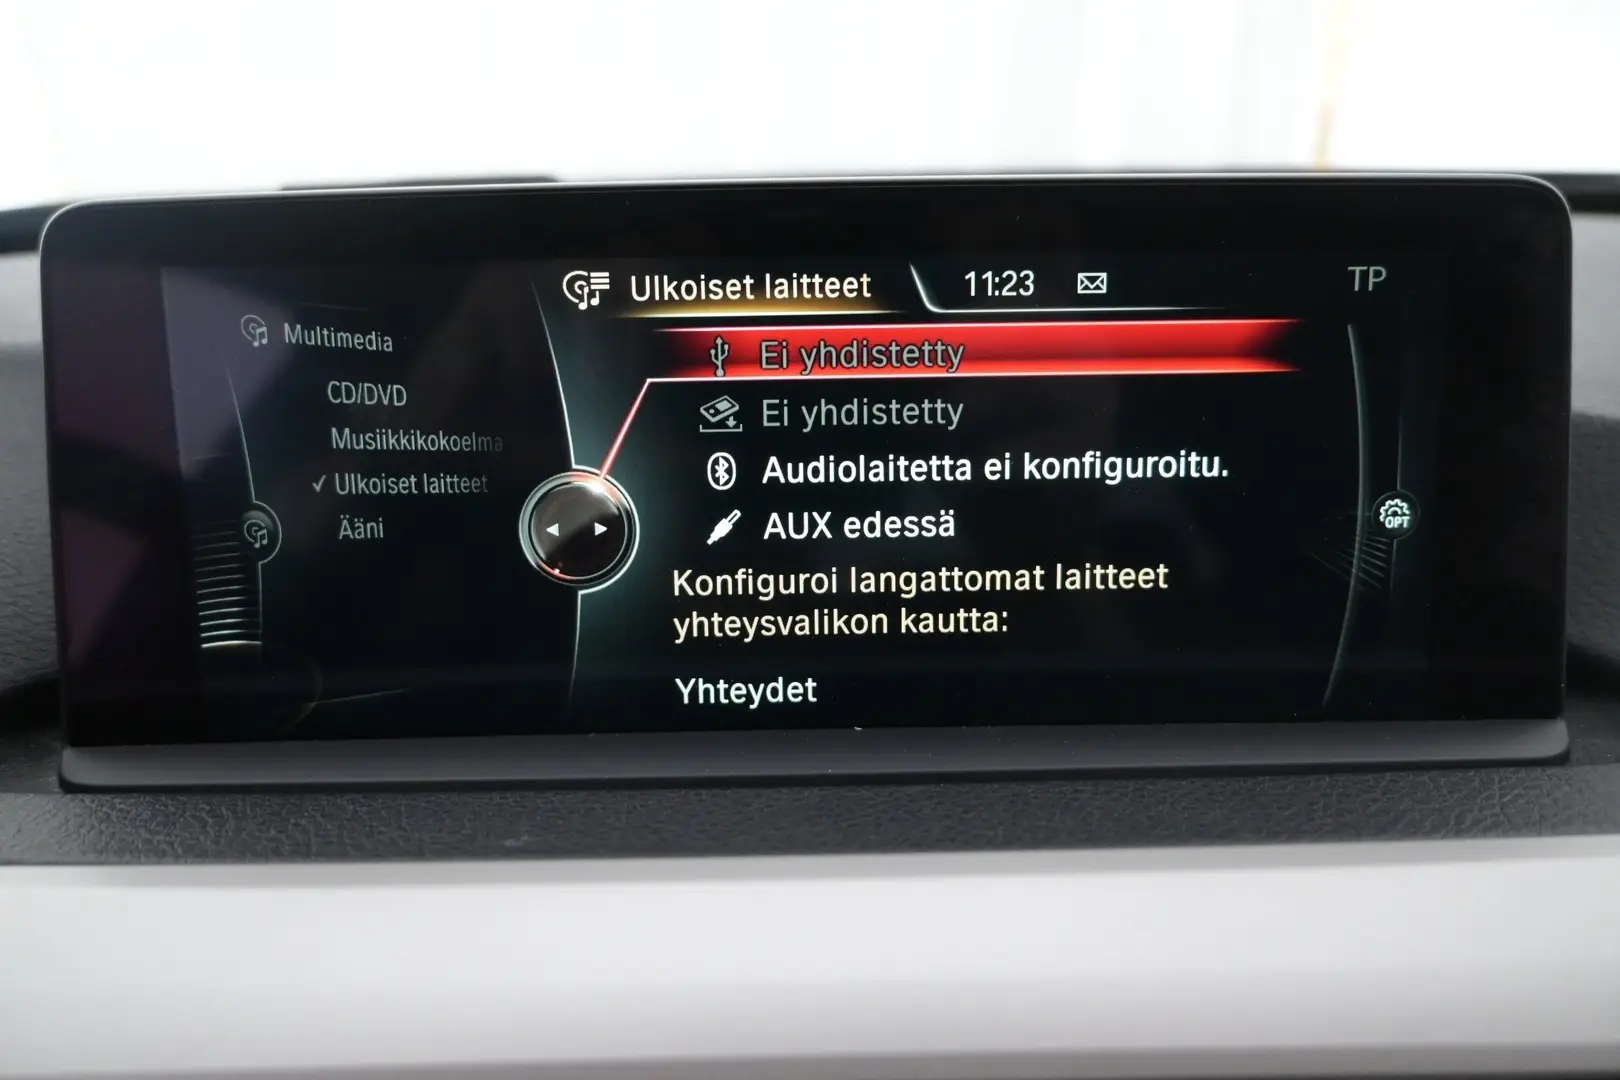 Ulkoiset laitteet 11:23 TP
Multimedia
CD/DVD
Musiikkikokoelma
✓ Ulkoiset laitteet
Ääni
Ei yhdistetty
Ei yhdistetty
Audiolaitetta ei konfiguroitu.
AUX edessä
Konfiguroi langattomat laitteet
yhteysvalikon kautta:
Yhteydet
OPT